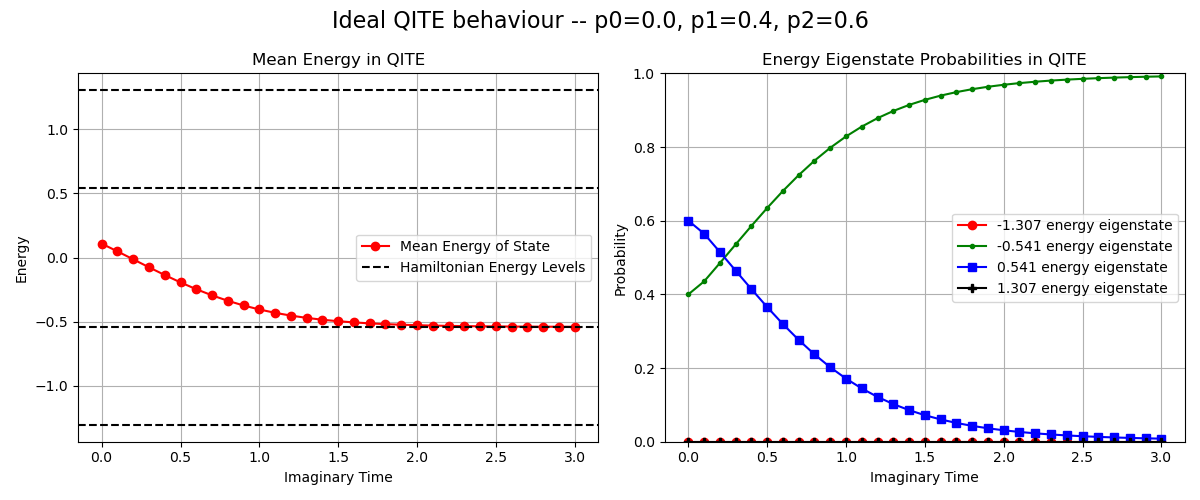 Ideal QITE behaviour -- p0=0.0, p1=0.4, p2=0.6
Mean Energy in QITE
Energy
1.0
0.5
0.0
−0.5
−1.0
Mean Energy of State
Hamiltonian Energy Levels
0.0 0.5 1.0 1.5 2.0 2.5 3.0
Imaginary Time
Energy Eigenstate Probabilities in QITE
Probability
1.0
0.8
0.6
0.4
0.2
0.0
-1.307 energy eigenstate
-0.541 energy eigenstate
0.541 energy eigenstate
1.307 energy eigenstate
0.0 0.5 1.0 1.5 2.0 2.5 3.0
Imaginary Time